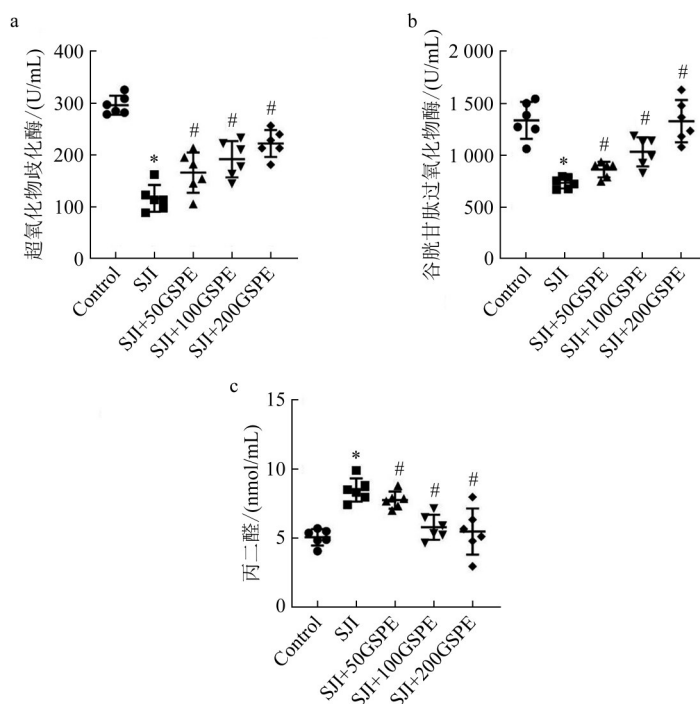 a
超氧化物歧化酶/(U/mL)
400
300
200
100
0
*
#
#
#
Control
SJI
SJI+50GSPE
SJI+100GSPE
SJI+200GSPE
b
谷胱甘肽过氧化物酶/(U/mL)
2 000
1 500
1 000
500
0
*
#
#
#
Control
SJI
SJI+50GSPE
SJI+100GSPE
SJI+200GSPE
c
丙二醛/(nmol/mL)
15
10
5
0
*
#
#
#
Control
SJI
SJI+50GSPE
SJI+100GSPE
SJI+200GSPE